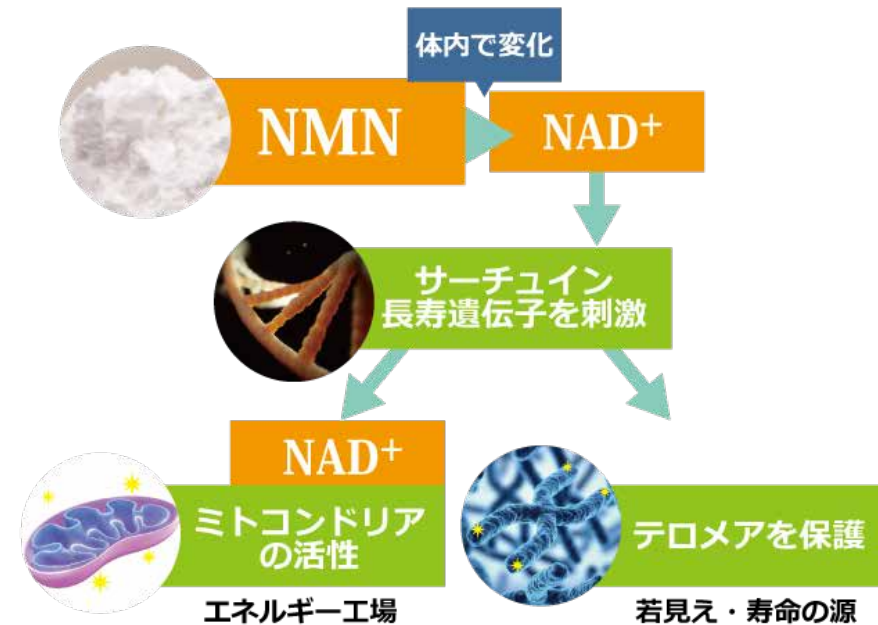 体内で変化
NMN
NAD⁺
サーチュイン
長寿遺伝子を刺激
NAD⁺
ミトコンドリア
の活性
エネルギー工場
テロメアを保護
若見え・寿命の源